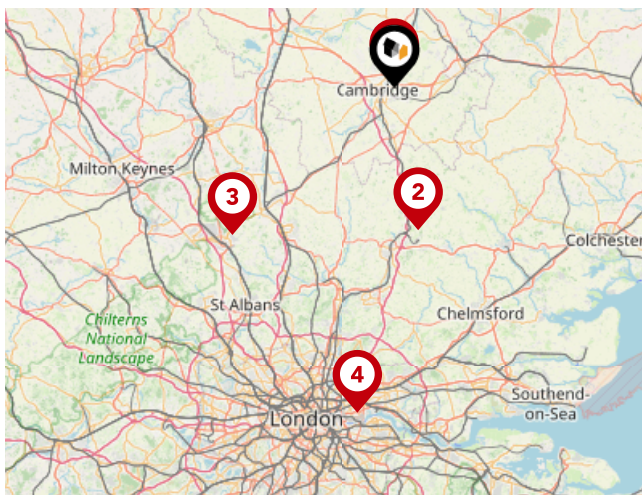 Cambridge
Milton Keynes
3
2
Colchester
St Albans
Chelmsford
Chilterns
National
Landscape
4
Southend-
on-Sea
London